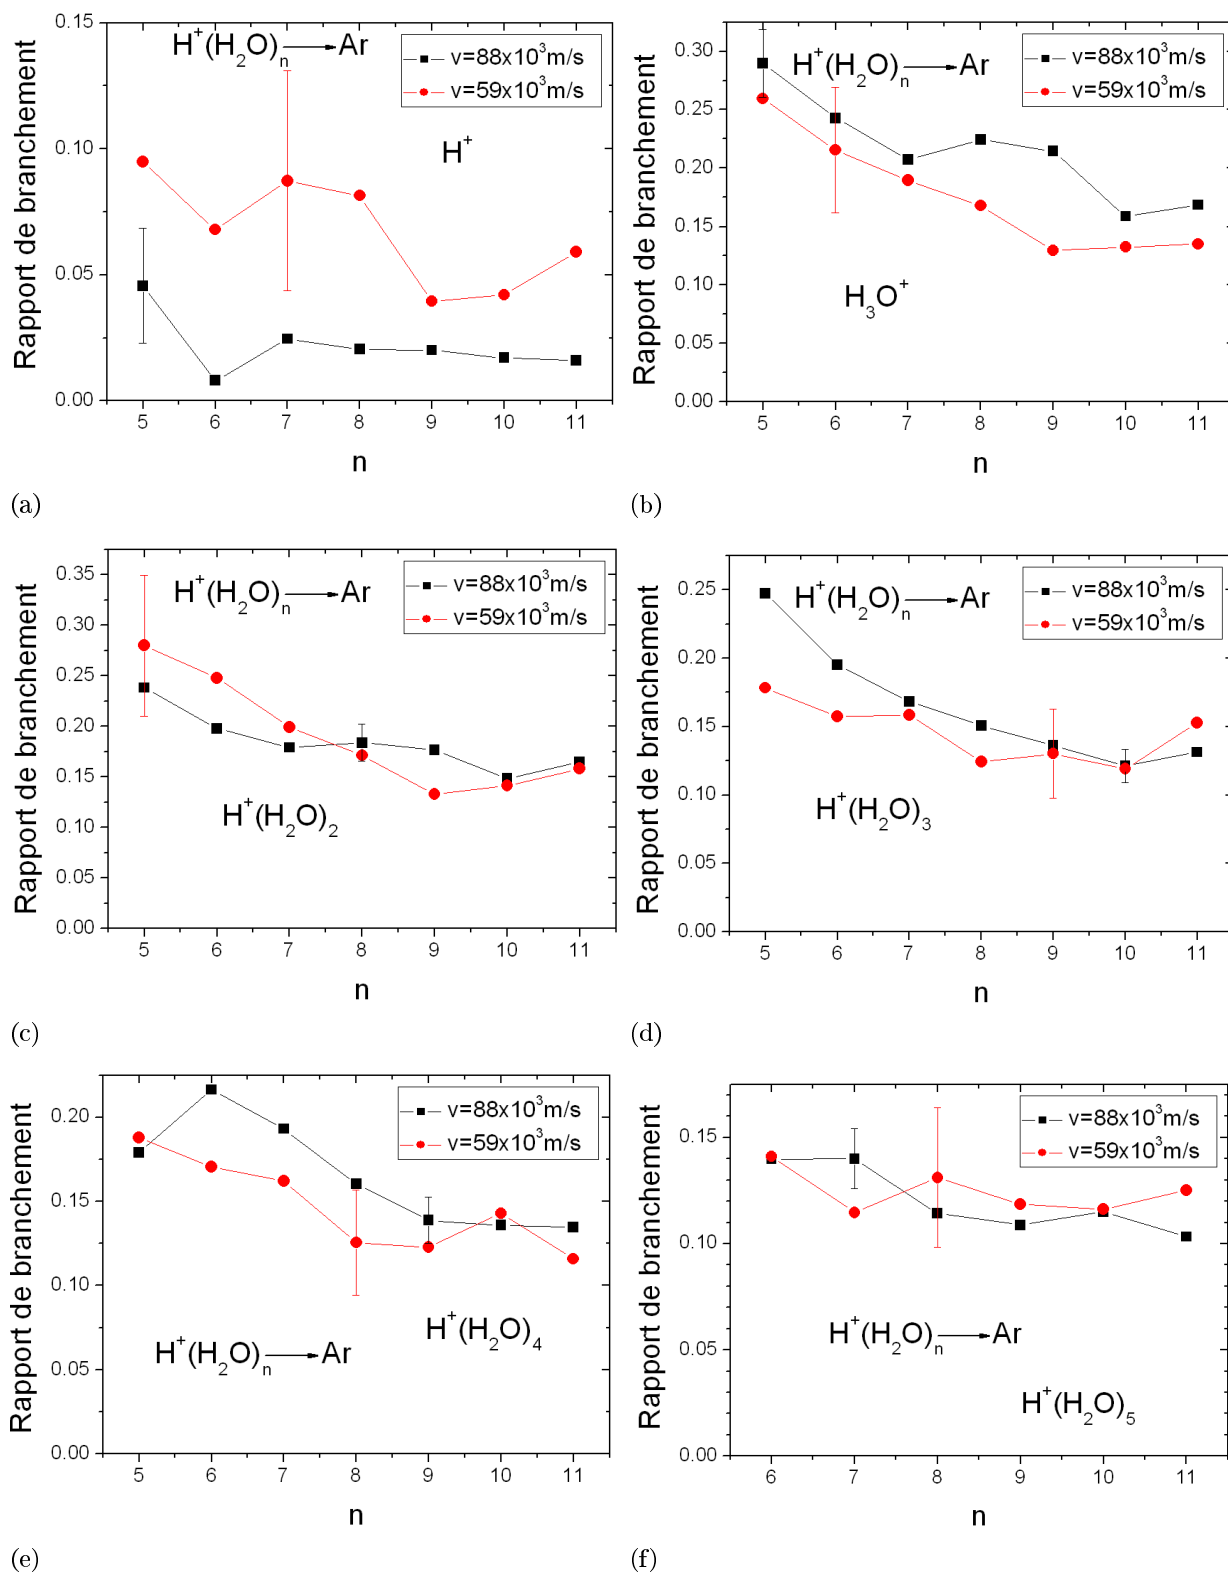 H⁺(H₂O)ₙ → Ar
v=88x10³m/s
v=59x10³m/s
H⁺
Rapport de branchement
0.15
0.10
0.05
0.00
5 6 7 8 9 10 11
n
(a)
H⁺(H₂O)ₙ → Ar
v=88x10³m/s
v=59x10³m/s
H₃O⁺
Rapport de branchement
0.30
0.25
0.20
0.15
0.10
0.05
0.00
5 6 7 8 9 10 11
n
(b)
H⁺(H₂O)ₙ → Ar
v=88x10³m/s
v=59x10³m/s
H⁺(H₂O)₂
Rapport de branchement
0.35
0.30
0.25
0.20
0.15
0.10
0.05
0.00
5 6 7 8 9 10 11
n
(c)
H⁺(H₂O)ₙ → Ar
v=88x10³m/s
v=59x10³m/s
H⁺(H₂O)₃
Rapport de branchement
0.25
0.20
0.15
0.10
0.05
0.00
5 6 7 8 9 10 11
n
(d)
v=88x10³m/s
v=59x10³m/s
H⁺(H₂O)₄
H⁺(H₂O)ₙ → Ar
Rapport de branchement
0.20
0.15
0.10
0.05
0.00
5 6 7 8 9 10 11
n
(e)
v=88x10³m/s
v=59x10³m/s
H⁺(H₂O)ₙ → Ar
H⁺(H₂O)₅
Rapport de branchement
0.15
0.10
0.05
0.00
6 7 8 9 10 11
n
(f)